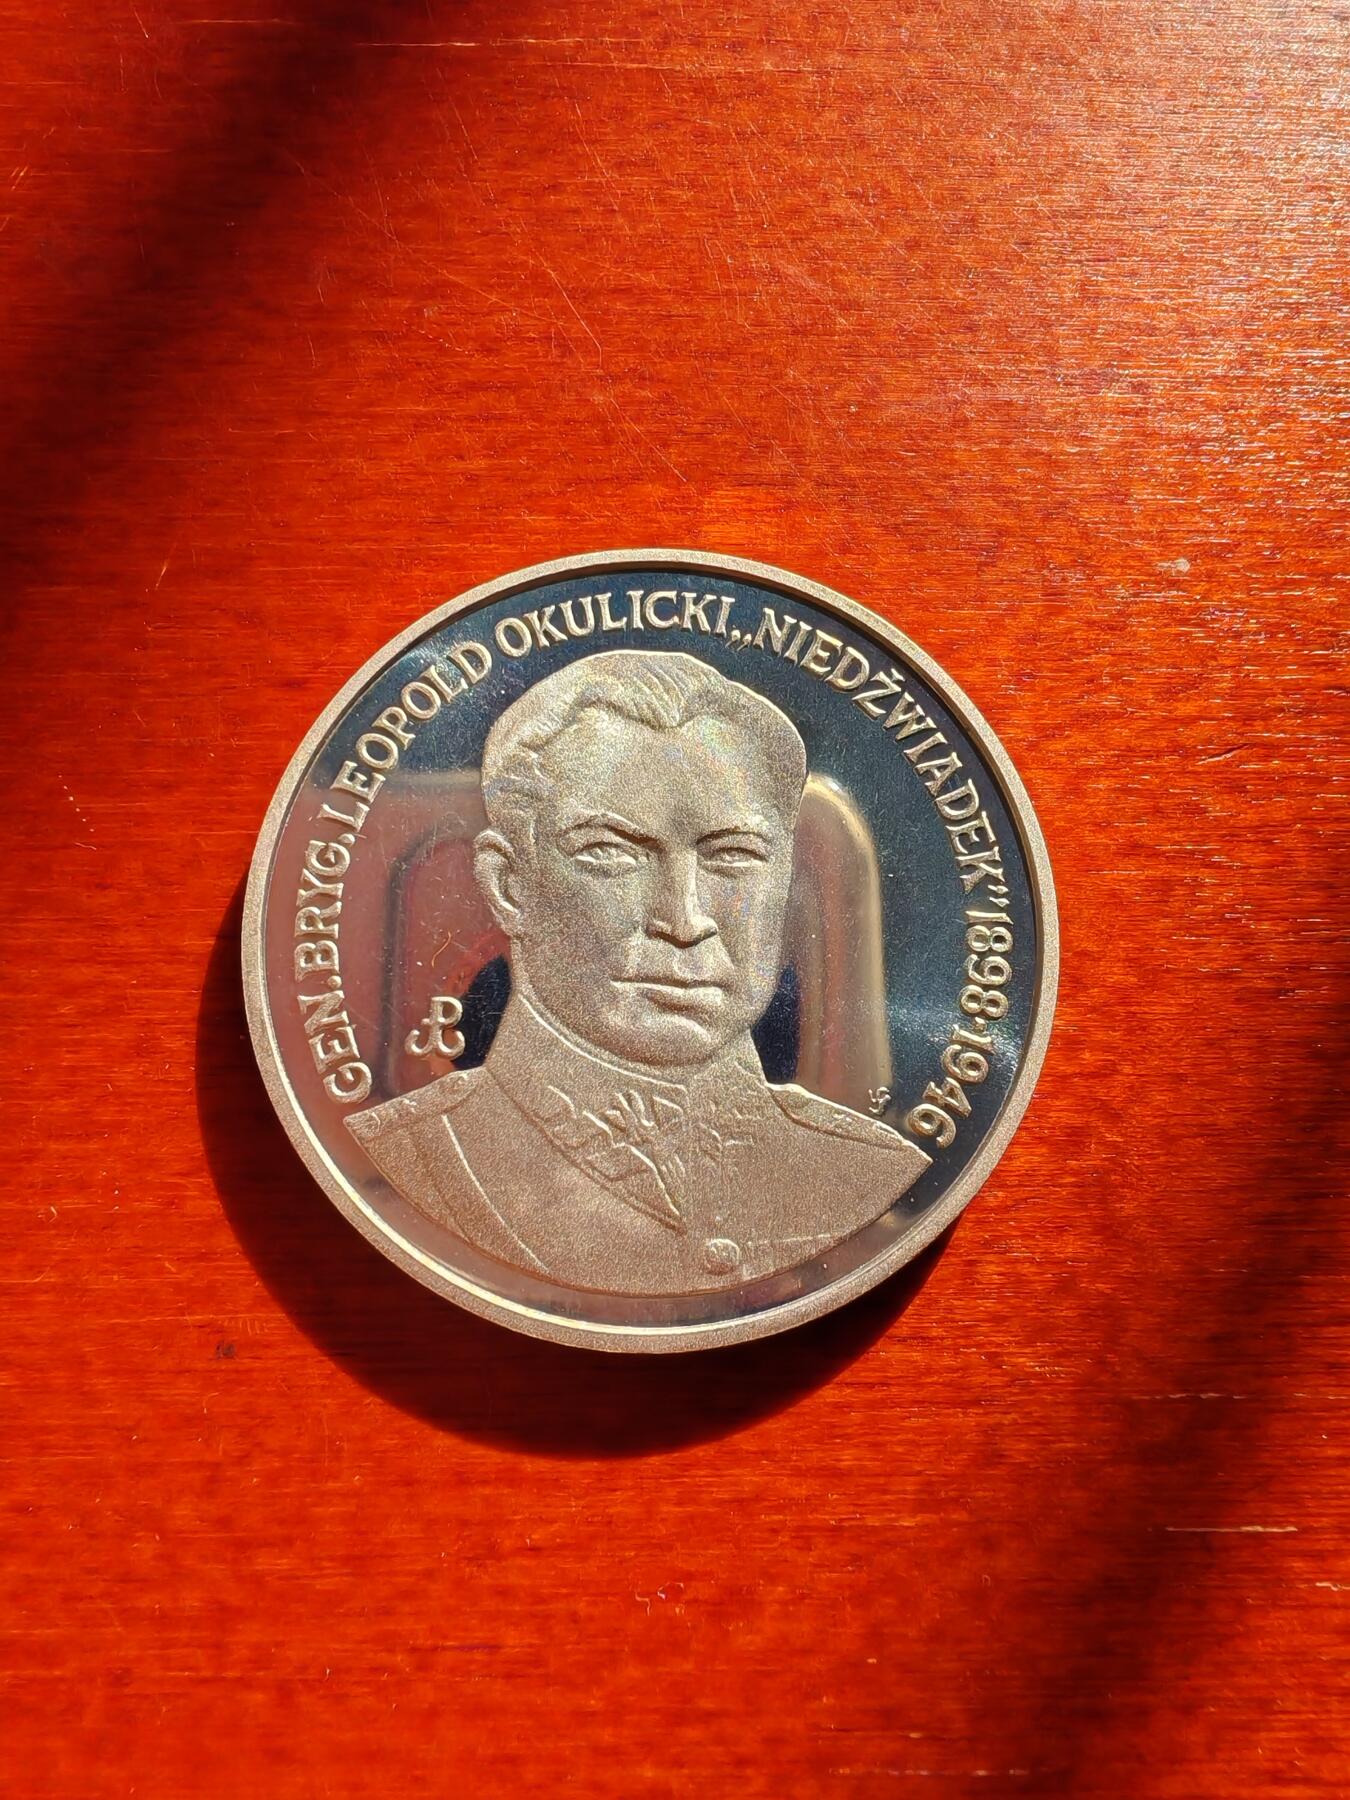 GEN.BRYG.LEOPOLD OKULICKI„NIEDŹWIADEK”1898·1946